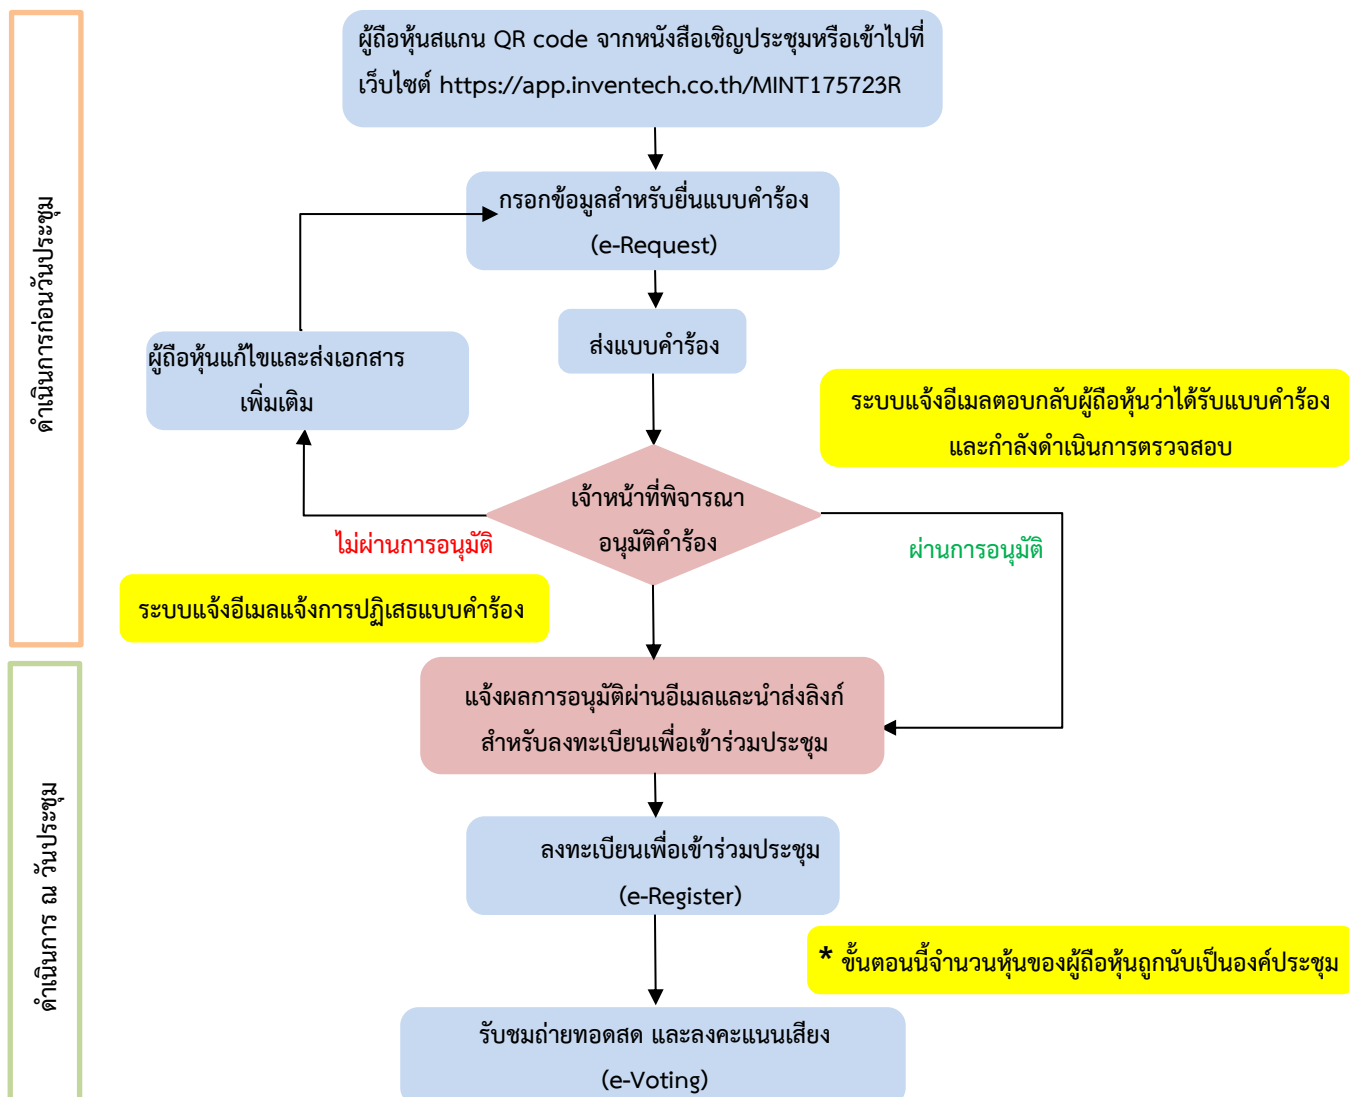 ผู้ถือหุ้นสแกน QR code จากหนังสือเชิญประชุมหรือเข้าไปที่
เว็บไซต์ https://app.inventech.co.th/MINT175723R
ดำเนินการก่อนวันประชุม
กรอกข้อมูลสำหรับยื่นแบบคำร้อง
(e-Request)
ส่งแบบคำร้อง
ผู้ถือหุ้นแก้ไขและส่งเอกสาร
เพิ่มเติม
ระบบแจ้งอีเมลตอบกลับผู้ถือหุ้นว่าได้รับแบบคำร้อง
และกำลังดำเนินการตรวจสอบ
เจ้าหน้าที่พิจารณา
อนุมัติคำร้อง
ไม่ผ่านการอนุมัติ
ผ่านการอนุมัติ
ระบบแจ้งอีเมลแจ้งการปฏิเสธแบบคำร้อง
แจ้งผลการอนุมัติผ่านอีเมลและนำส่งลิงก์
สำหรับลงทะเบียนเพื่อเข้าร่วมประชุม
ดำเนินการ ณ วันประชุม
ลงทะเบียนเพื่อเข้าร่วมประชุม
(e-Register)
* ขั้นตอนนี้จำนวนหุ้นของผู้ถือหุ้นถูกนับเป็นองค์ประชุม
รับชมถ่ายทอดสด และลงคะแนนเสียง
(e-Voting)